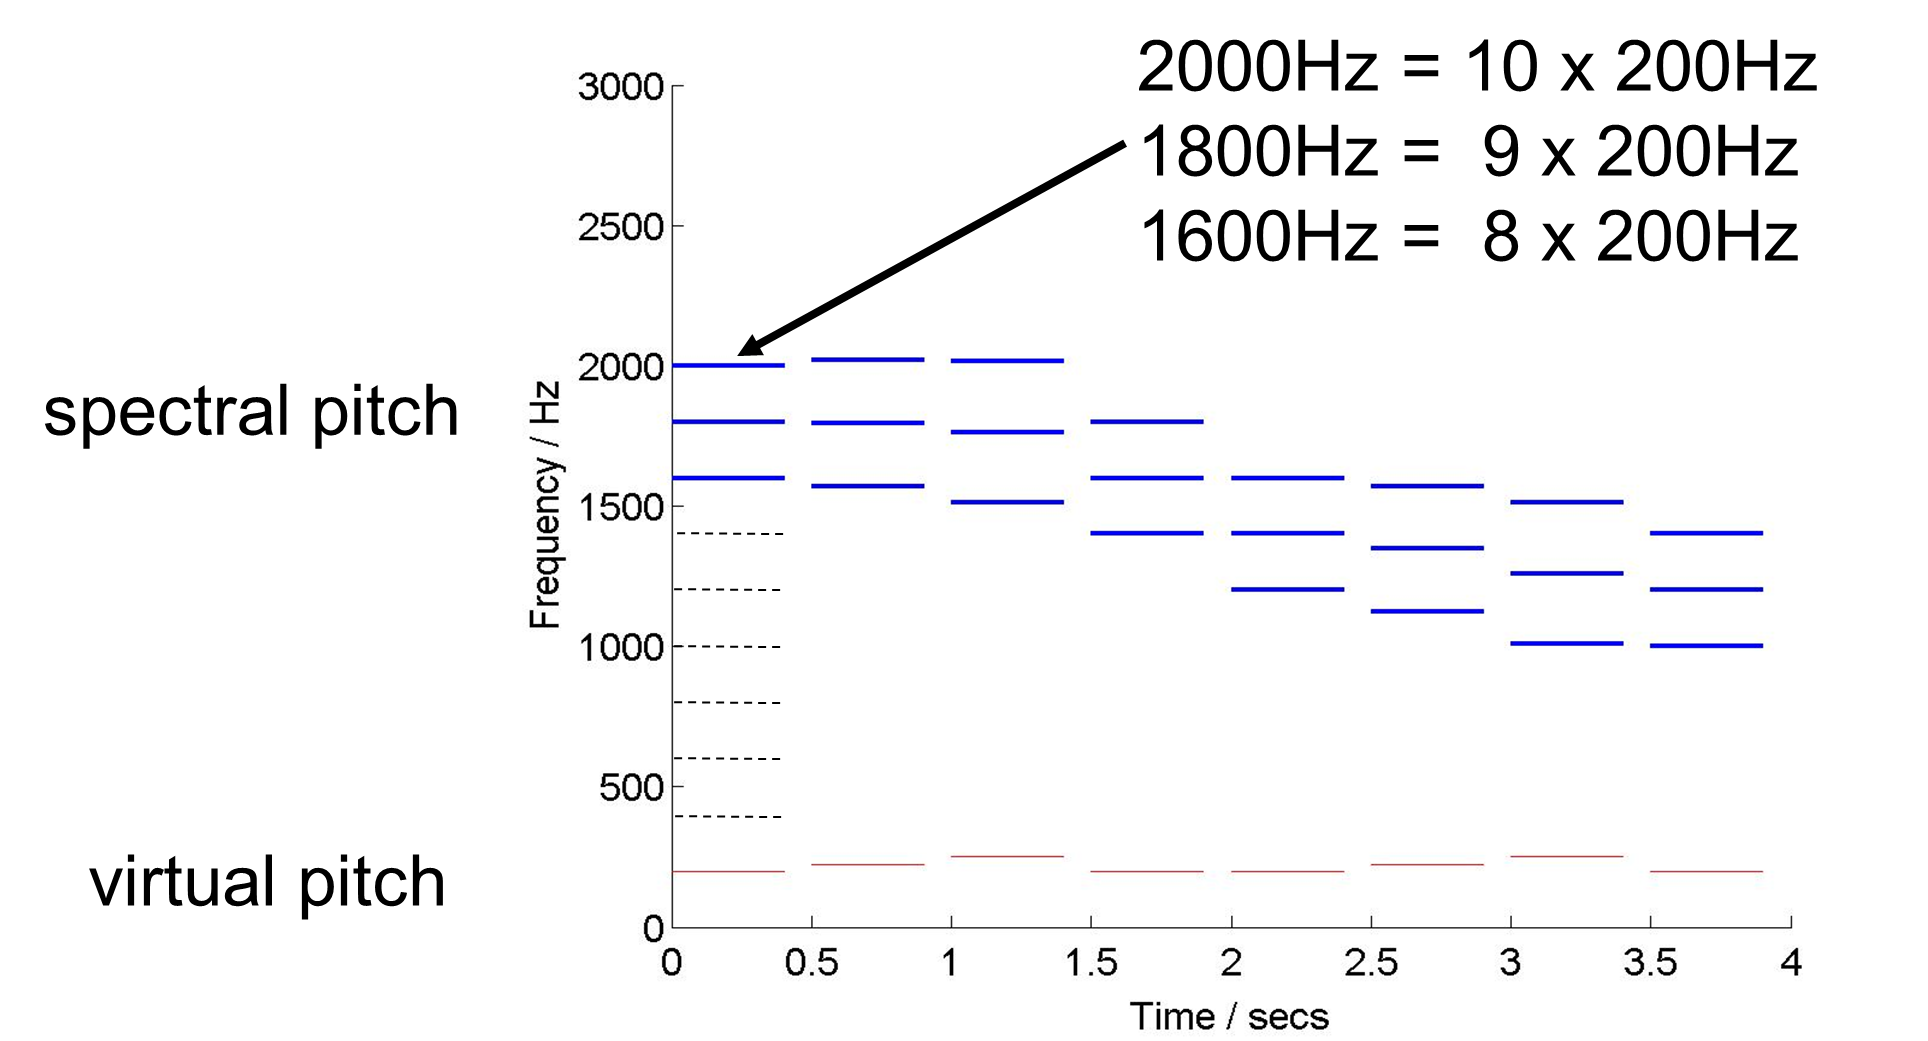 2000Hz = 10 x 200Hz
1800Hz = 9 x 200Hz
1600Hz = 8 x 200Hz
spectral pitch
virtual pitch
Frequency / Hz
3000
2500
2000
1500
1000
500
0
0 0.5 1 1.5 2 2.5 3 3.5 4
Time / secs